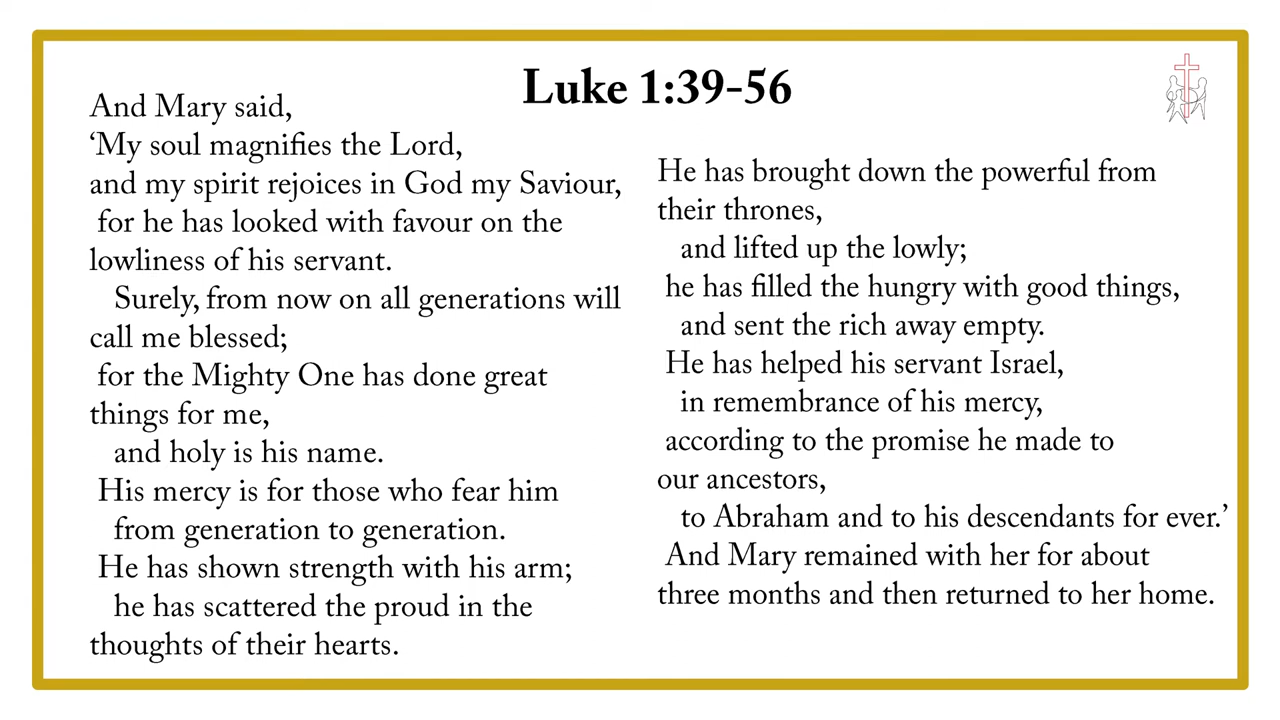 Luke 1:39-56
And Mary said,
‘My soul magnifies the Lord,
and my spirit rejoices in God my Saviour,
for he has looked with favour on the
lowliness of his servant.
Surely, from now on all generations will
call me blessed;
for the Mighty One has done great
things for me,
and holy is his name.
His mercy is for those who fear him
from generation to generation.
He has shown strength with his arm;
he has scattered the proud in the
thoughts of their hearts.
He has brought down the powerful from
their thrones,
and lifted up the lowly;
he has filled the hungry with good things,
and sent the rich away empty.
He has helped his servant Israel,
in remembrance of his mercy,
according to the promise he made to
our ancestors,
to Abraham and to his descendants for ever.’
And Mary remained with her for about
three months and then returned to her home.